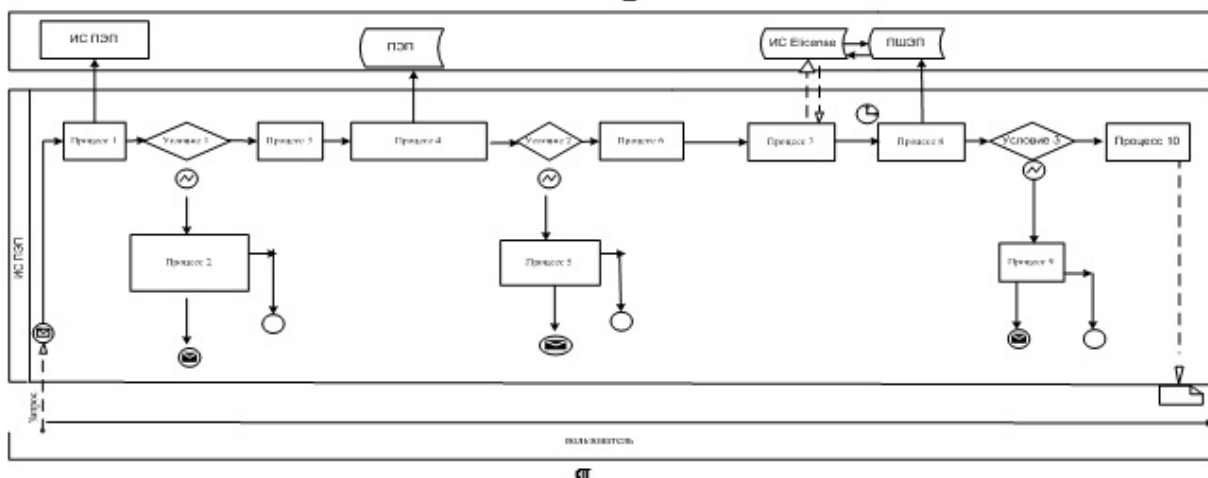 ИС ПЭП
ПЭП
ИС Elicense
ПШЭП
Процесс 1
Условие 1
Процесс 3
Процесс 4
Условие 2
Процесс 6
Процесс 7
Процесс 8
Условие 3
Процесс 10
Процесс 2
Процесс 5
Процесс 9
ИС ПЭП
Запрос
пользователь
¶